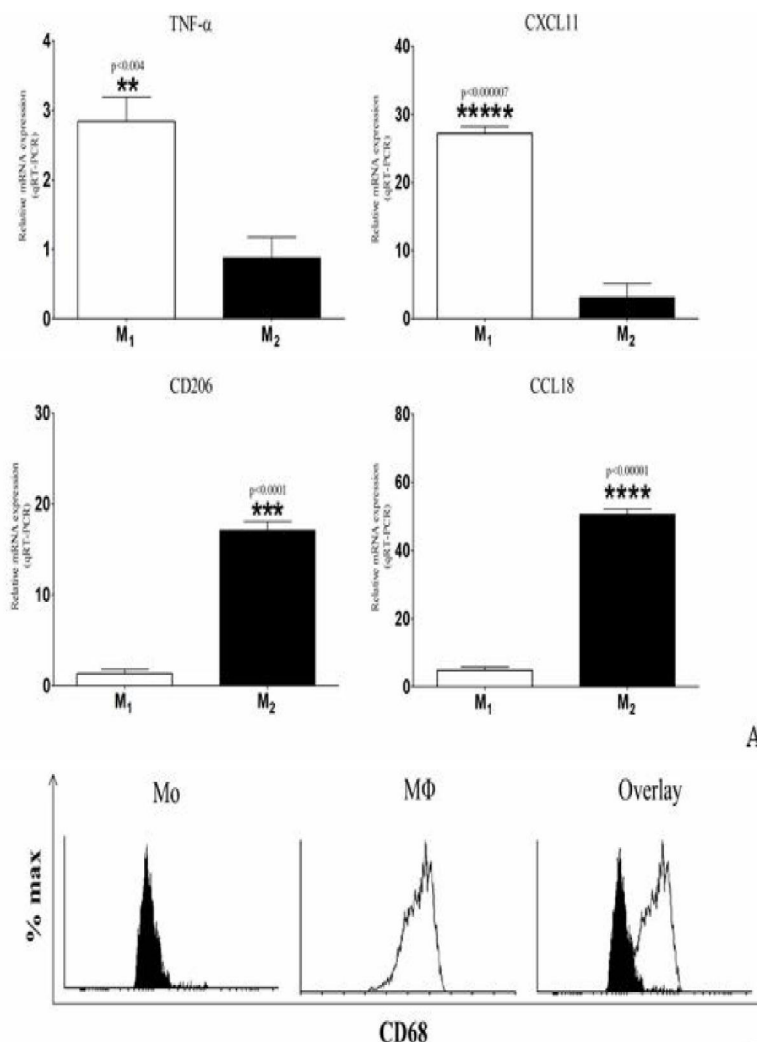 TNF-α
Relative mRNA expression
(qRT-PCR)
4
3
2
1
0
p<0.004
**
M1
M2
CXCL11
Relative mRNA expression
(qRT-PCR)
40
30
20
10
0
p<0.000007
*****
M1
M2
CD206
Relative mRNA expression
(qRT-PCR)
30
20
10
0
p<0.0001
***
M1
M2
CCL18
Relative mRNA expression
(qRT-PCR)
80
60
40
20
0
p<0.00001
****
M1
M2
A
% max
Mo
MΦ
Overlay
CD68